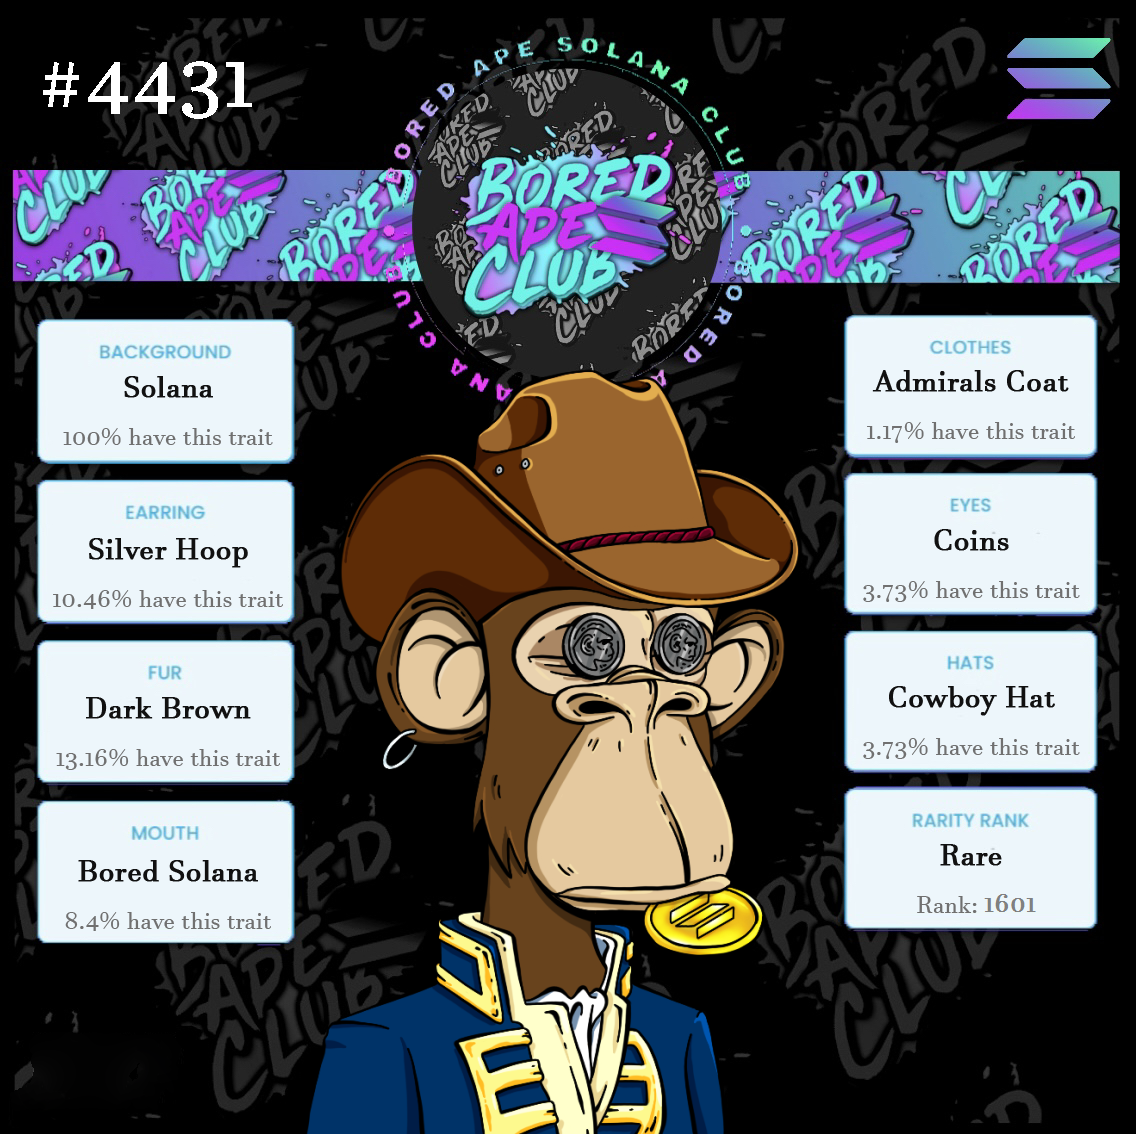 #4431
BORED APE SOLANA CLUB
BORED
APE
CLUB
BACKGROUND
Solana
100% have this trait
EARRING
Silver Hoop
10.46% have this trait
FUR
Dark Brown
13.16% have this trait
MOUTH
Bored Solana
8.4% have this trait
CLOTHES
Admirals Coat
1.17% have this trait
EYES
Coins
3.73% have this trait
HATS
Cowboy Hat
3.73% have this trait
RARITY RANK
Rare
Rank: 1601